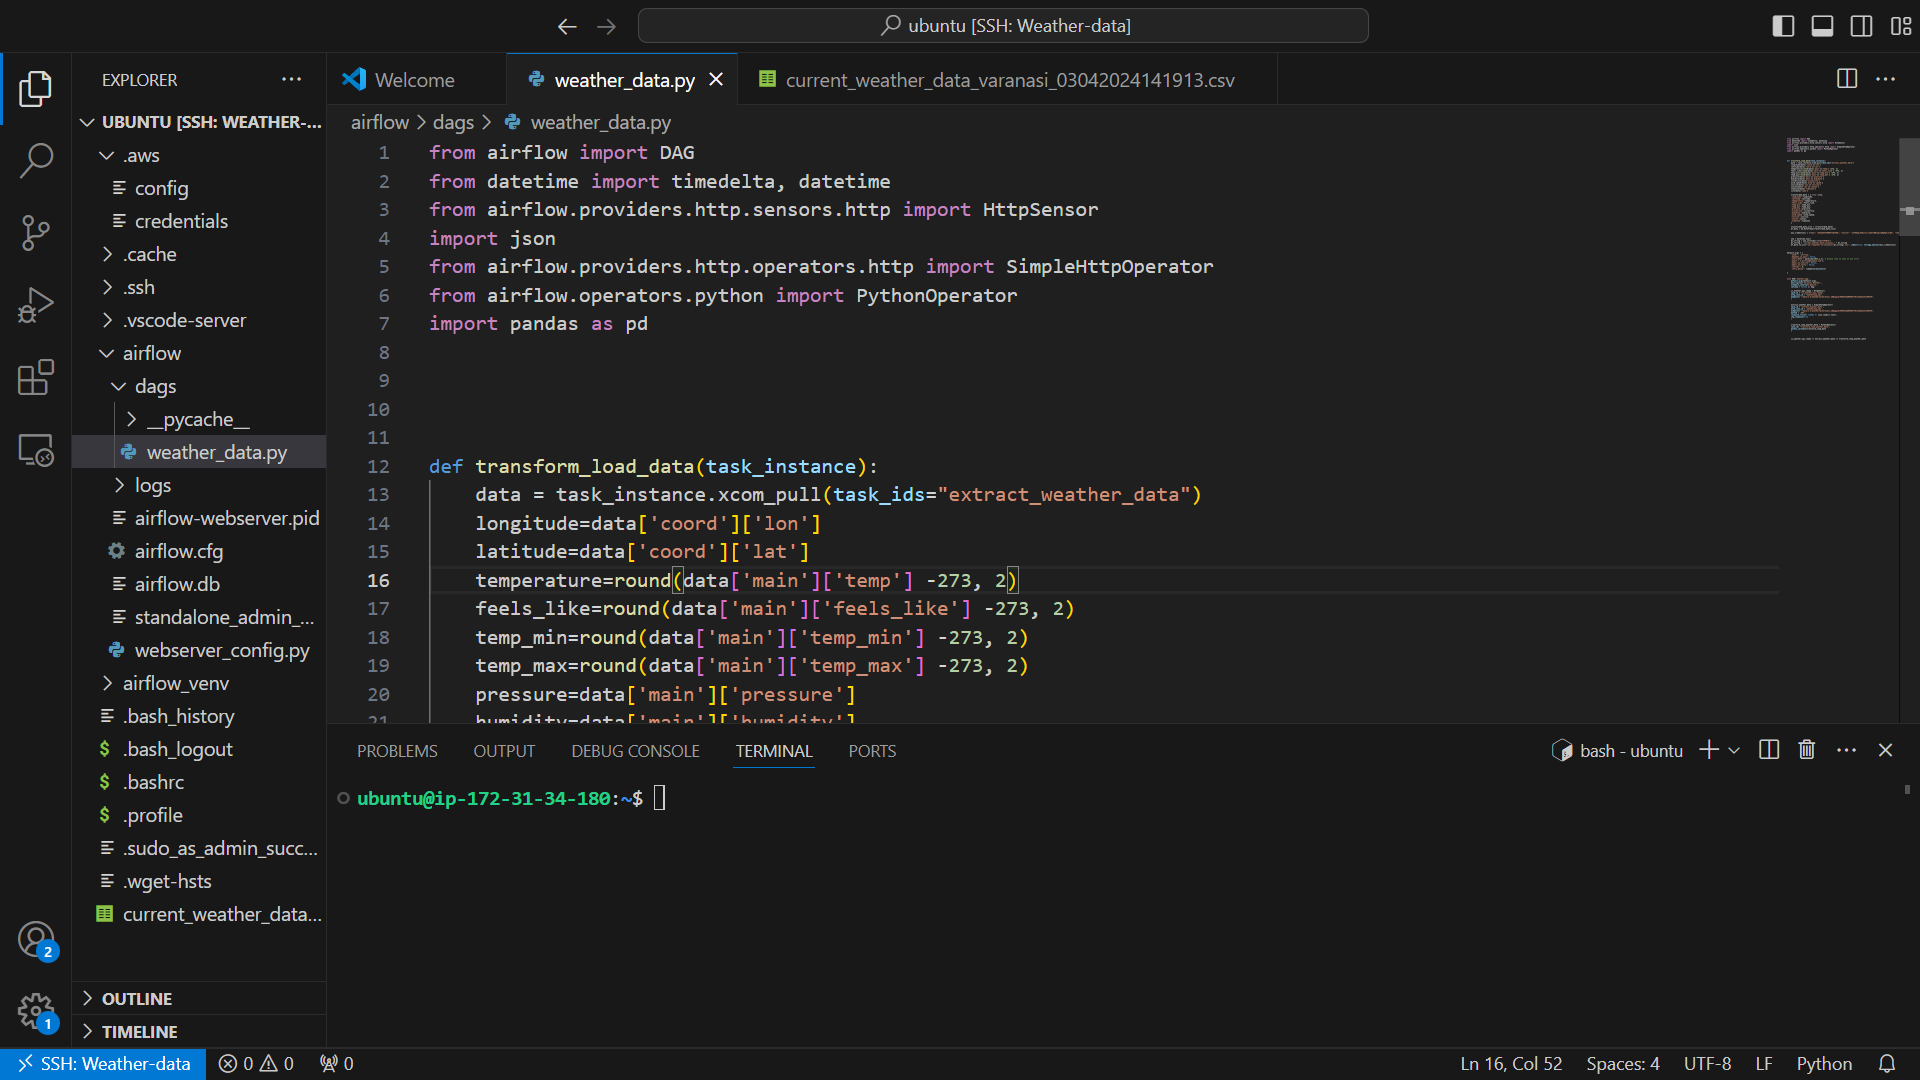 ubuntu [SSH: Weather-data]
EXPLORER
Welcome
weather_data.py
current_weather_data_varanasi_03042024141913.csv
UBUNTU [SSH: WEATHER-...
.aws
config
credentials
.cache
.ssh
.vscode-server
airflow
dags
__pycache__
weather_data.py
logs
airflow-webserver.pid
airflow.cfg
airflow.db
standalone_admin_...
webserver_config.py
airflow_venv
.bash_history
.bash_logout
.bashrc
.profile
.sudo_as_admin_succ...
.wget-hsts
current_weather_data...
OUTLINE
TIMELINE
airflow > dags > weather_data.py
1 from airflow import DAG
2 from datetime import timedelta, datetime
3 from airflow.providers.http.sensors.http import HttpSensor
4 import json
5 from airflow.providers.http.operators.http import SimpleHttpOperator
6 from airflow.operators.python import PythonOperator
7 import pandas as pd
8
9
10
11
12 def transform_load_data(task_instance):
13 data = task_instance.xcom_pull(task_ids="extract_weather_data")
14 longitude=data['coord']['lon']
15 latitude=data['coord']['lat']
16 temperature=round(data['main']['temp'] -273, 2)
17 feels_like=round(data['main']['feels_like'] -273, 2)
18 temp_min=round(data['main']['temp_min'] -273, 2)
19 temp_max=round(data['main']['temp_max'] -273, 2)
20 pressure=data['main']['pressure']
21 humidity=data['main']['humidity']
PROBLEMS OUTPUT DEBUG CONSOLE TERMINAL PORTS
bash - ubuntu
ubuntu@ip-172-31-34-180:~$
2
1
SSH: Weather-data 0 0 0
Ln 16, Col 52 Spaces: 4 UTF-8 LF Python